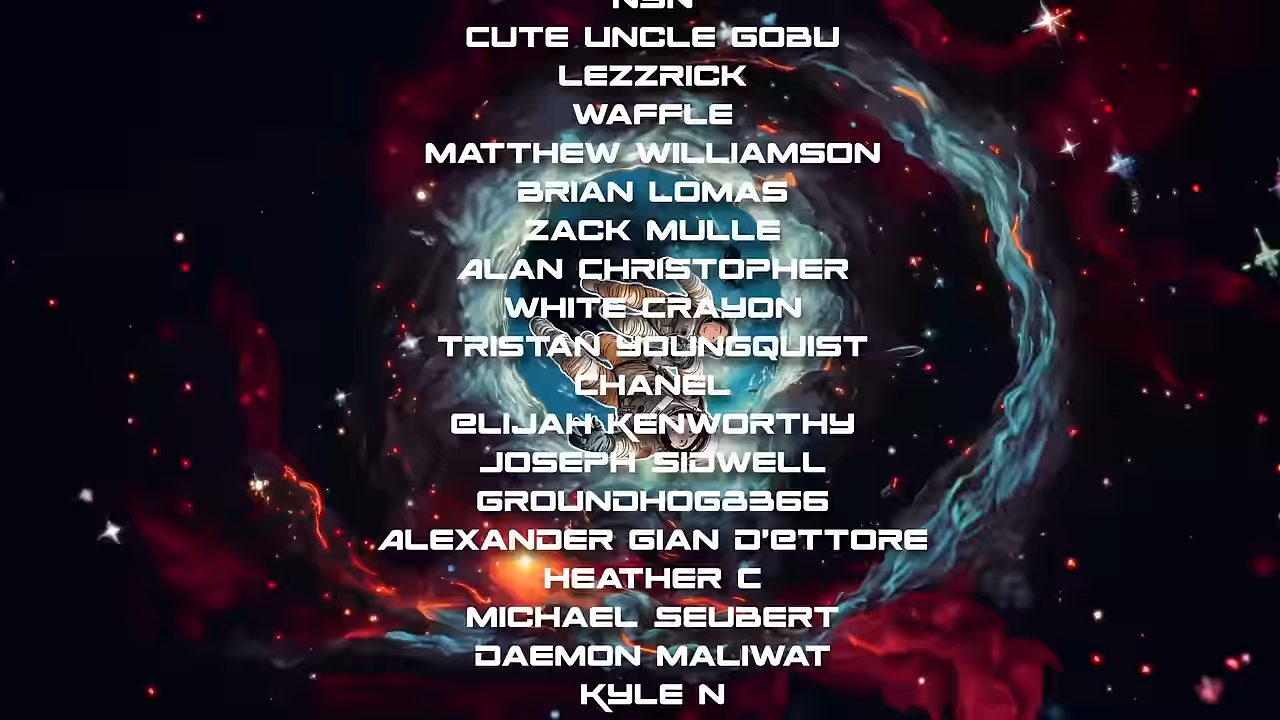 CUTE UNCLE GOBU
LEZZRICK
WAFFLE
MATTHEW WILLIAMSON
BRIAN LOMAS
ZACK MULLE
ALAN CHRISTOPHER
WHITE CRAYON
TRISTAN YOUNGQUIST
CHANEL
ELIJAH KENWORTHY
JOSEPH SIDWELL
GROUNDHOG8366
ALEXANDER GIAN D'ETTORE
HEATHER C
MICHAEL SEUBERT
DAEMON MALIWAT
KYLE N